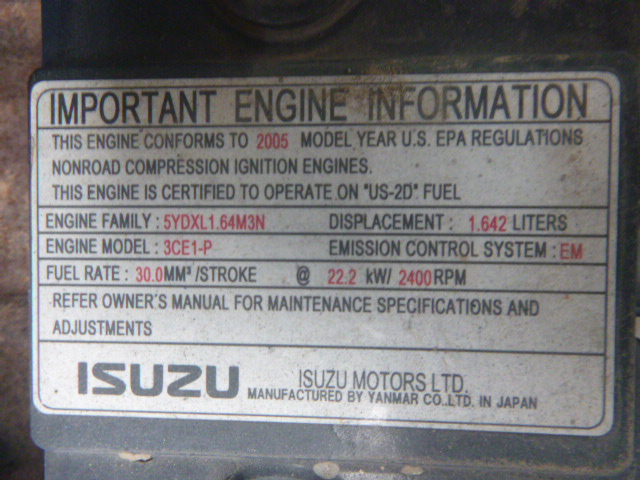 IMPORTANT ENGINE INFORMATION
THIS ENGINE CONFORMS TO 2005 MODEL YEAR U.S. EPA REGULATIONS
NONROAD COMPRESSION IGNITION ENGINES.
THIS ENGINE IS CERTIFIED TO OPERATE ON "US-2D" FUEL
ENGINE FAMILY : 5YDXL1.64M3N DISPLACEMENT : 1.642 LITERS
ENGINE MODEL : 3CE1-P EMISSION CONTROL SYSTEM : EM
FUEL RATE : 30.0MM³ /STROKE @ 22.2 kW/ 2400RPM
REFER OWNER'S MANUAL FOR MAINTENANCE SPECIFICATIONS AND
ADJUSTMENTS
ISUZU ISUZU MOTORS LTD.
MANUFACTURED BY YANMAR CO.,LTD. IN JAPAN